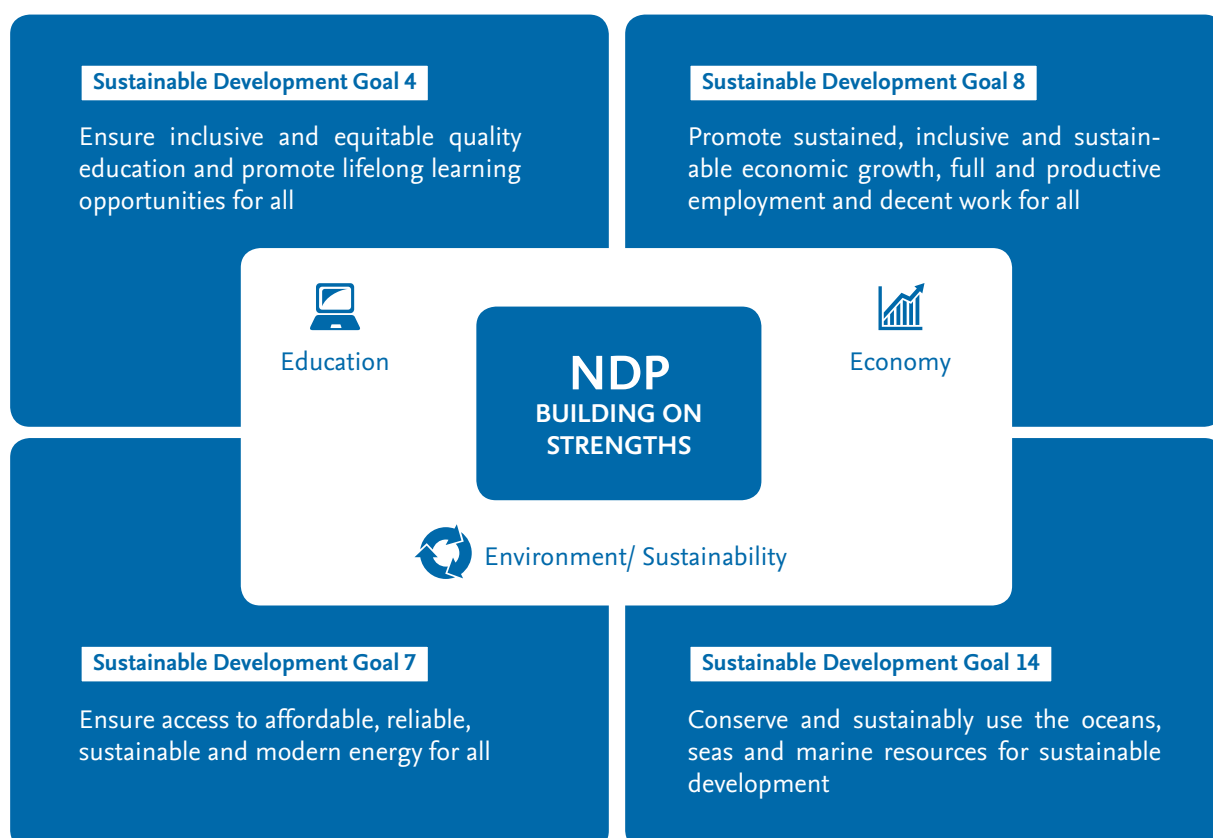 Sustainable Development Goal 4
Ensure inclusive and equitable quality
education and promote lifelong learning
opportunities for all
Sustainable Development Goal 8
Promote sustained, inclusive and sustain-
able economic growth, full and productive
employment and decent work for all
Education
NDP
BUILDING ON
STRENGTHS
Economy
Environment/ Sustainability
Sustainable Development Goal 7
Ensure access to affordable, reliable,
sustainable and modern energy for all
Sustainable Development Goal 14
Conserve and sustainably use the oceans,
seas and marine resources for sustainable
development